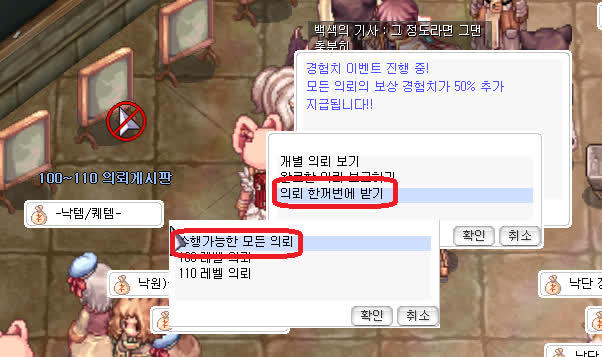 백색의 기사 : 그 정도라면 그댄
충분히
경험치 이벤트 진행 중!
모든 의뢰의 보상 경험치가 50% 추가
지급됩니다!!
개별 의뢰 보기
완료한 의뢰 보고하기
의뢰 한꺼번에 받기
확인
취소
100~110 의뢰게시판
-낙템/퀘템-
수행가능한 모든 의뢰
100 레벨 의뢰
110 레벨 의뢰
확인
취소
낙원)
낙단
낙단